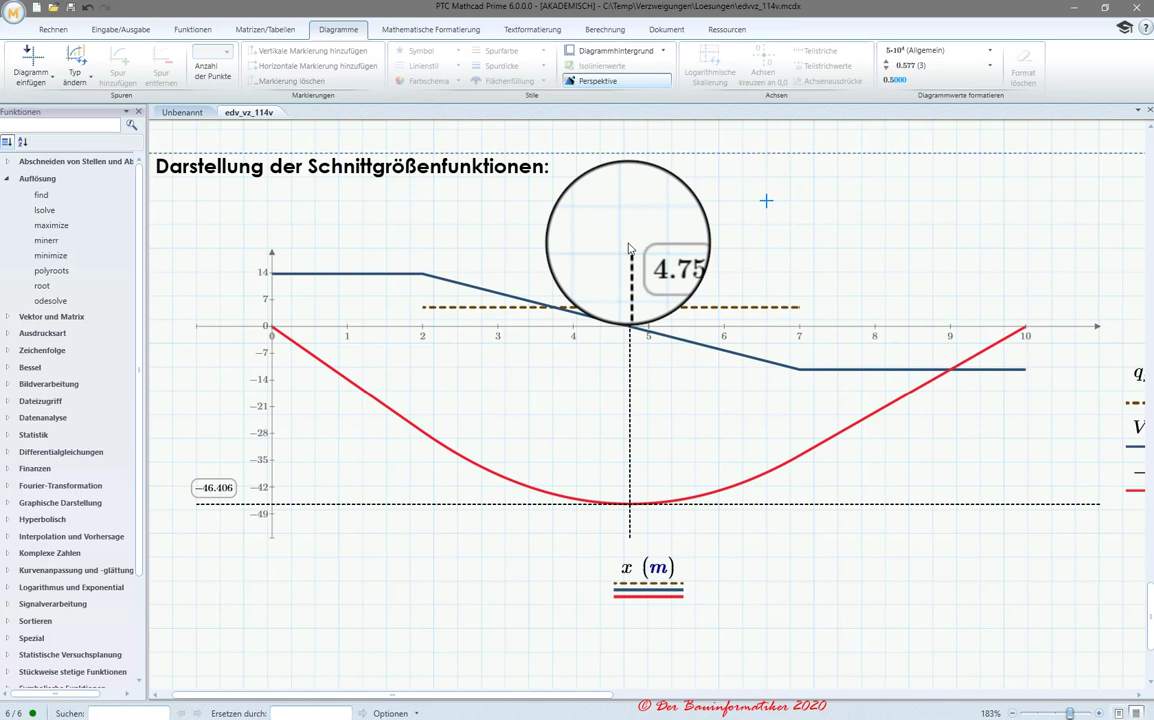 PTC Mathcad Prime 6.0.0.0 - [AKADEMISCH] - C:\Temp\Verzweigungen\Loesungen\edvvz_114v.mcdx
Rechnen
Eingabe/Ausgabe
Funktionen
Matrizen/Tabellen
Diagramme
Mathematische Formatierung
Textformatierung
Berechnung
Dokument
Ressourcen
Diagramm einfügen
Typ ändern
Spur hinzufügen
Spur entfernen
Anzahl der Punkte
Spuren
Vertikale Markierung hinzufügen
Horizontale Markierung hinzufügen
Markierung löschen
Markierungen
Symbol
Linienstil
Farbschema
Spurfarbe
Spurdicke
Flächenfüllung
Diagrammhintergrund
Isolinienwerte
Perspektive
Stile
Logarithmische Skalierung
Achsen kreuzen an 0,0
Teilstriche
Teilstrichwerte
Achsenausdrücke
Achsen
5·10⁴ (Allgemein)
0.577 (3)
0.5000
Format löschen
Diagrammwerte formatieren
Funktionen
Unbenannt
edv_vz_114v
Abschneiden von Stellen und Ab
Auflösung
find
lsolve
maximize
minerr
minimize
polyroots
root
odesolve
Vektor und Matrix
Ausdrucksart
Zeichenfolge
Bessel
Bildverarbeitung
Dateizugriff
Datenanalyse
Statistik
Differentialgleichungen
Finanzen
Fourier-Transformation
Graphische Darstellung
Hyperbolisch
Interpolation und Vorhersage
Komplexe Zahlen
Kurvenanpassung und -glättung
Logarithmus und Exponential
Signalverarbeitung
Sortieren
Spezial
Statistische Versuchsplanung
Stückweise stetige Funktionen
Darstellung der Schnittgrößenfunktionen:
4.75
14
7
0
-7
-14
-21
-28
-35
-42
-49
-46.406
0 1 2 3 4 5 6 7 8 9 10
x (m)
q
V
© Der Bauinformatiker 2020
6 / 6
Suchen:
Ersetzen durch:
Optionen
183%